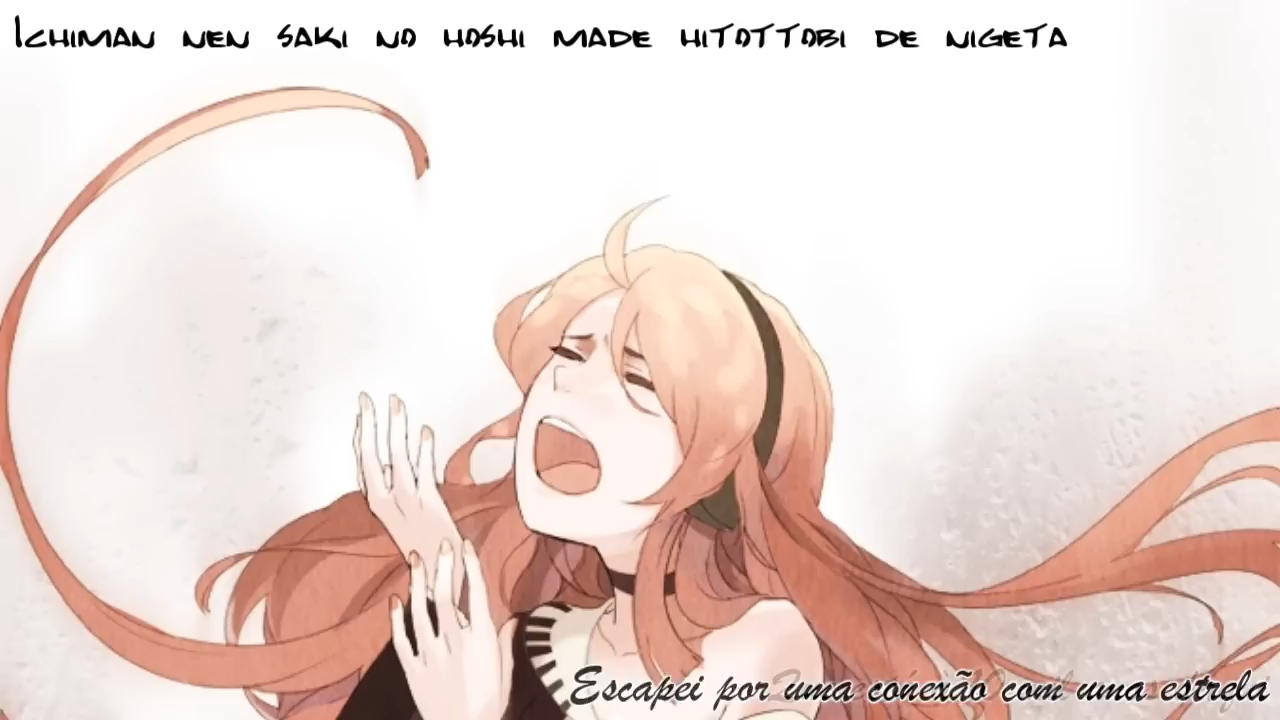 Ichiman nen saki no hoshi made hitottobi de nigeta
Escapei por uma conexão com uma estrela